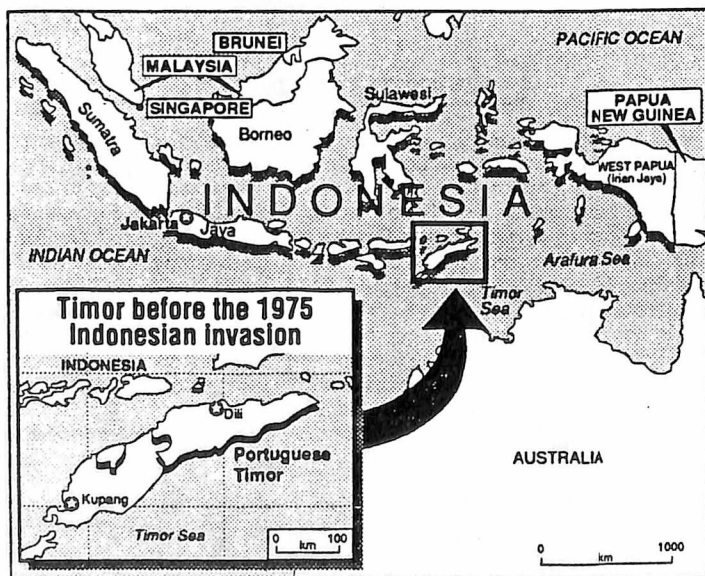 PACIFIC OCEAN
BRUNEI
MALAYSIA
SINGAPORE
Sulawesi
PAPUA
NEW GUINEA
Sumatra
Borneo
WEST PAPUA
(Irian Jaya)
INDONESIA
Jakarta
Java
INDIAN OCEAN
Arafura Sea
Timor
Sea
Timor before the 1975
Indonesian invasion
INDONESIA
Dili
Portuguese
Timor
Kupang
Timor Sea
0 100
km
AUSTRALIA
0 1000
km